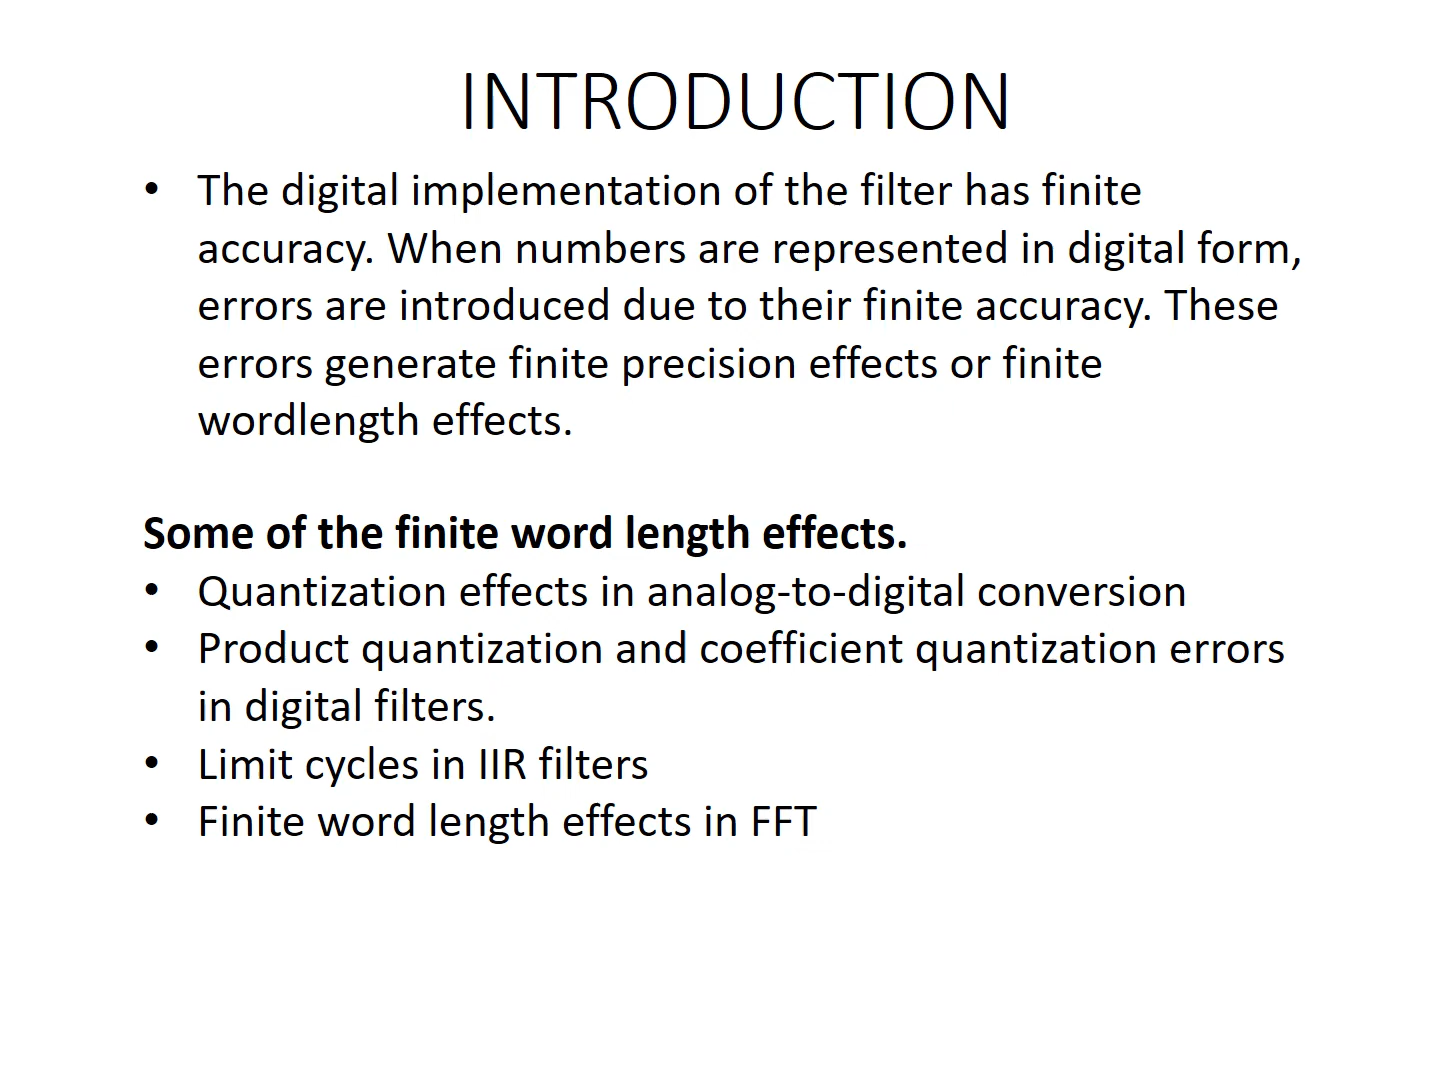 INTRODUCTION
• The digital implementation of the filter has finite
accuracy. When numbers are represented in digital form,
errors are introduced due to their finite accuracy. These
errors generate finite precision effects or finite
wordlength effects.
Some of the finite word length effects.
• Quantization effects in analog-to-digital conversion
• Product quantization and coefficient quantization errors
in digital filters.
• Limit cycles in IIR filters
• Finite word length effects in FFT